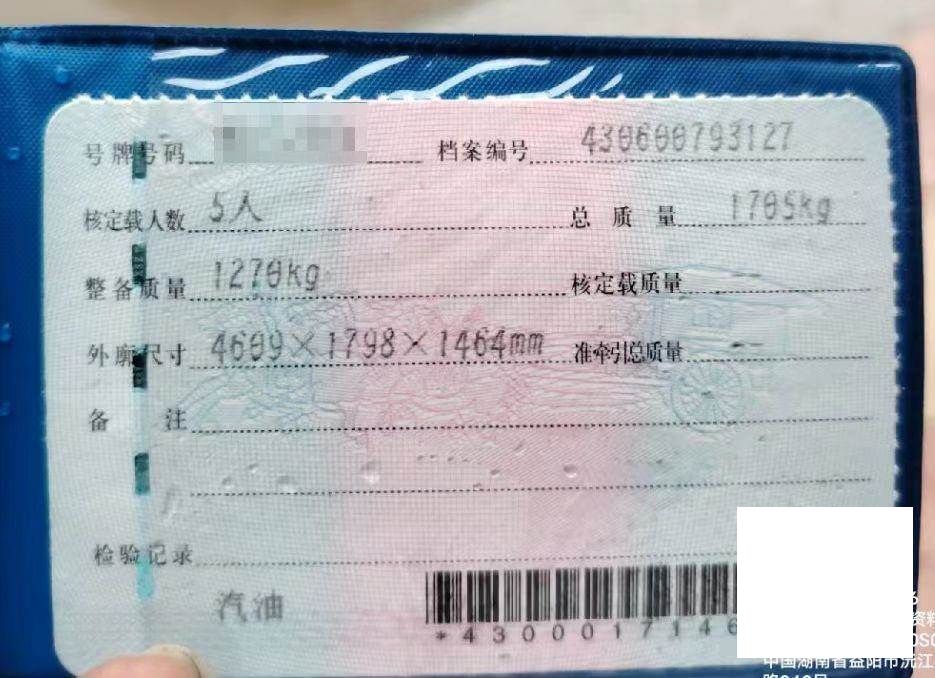 号牌号码 档案编号 430600793127
核定载人数 5人 总质量 1705kg
整备质量 1270kg 核定载质量 --
外廓尺寸 4609×1798×1464mm 准牵引总质量 --
备注
检验记录
汽油
*430001714
中国湖南省益阳市沅江